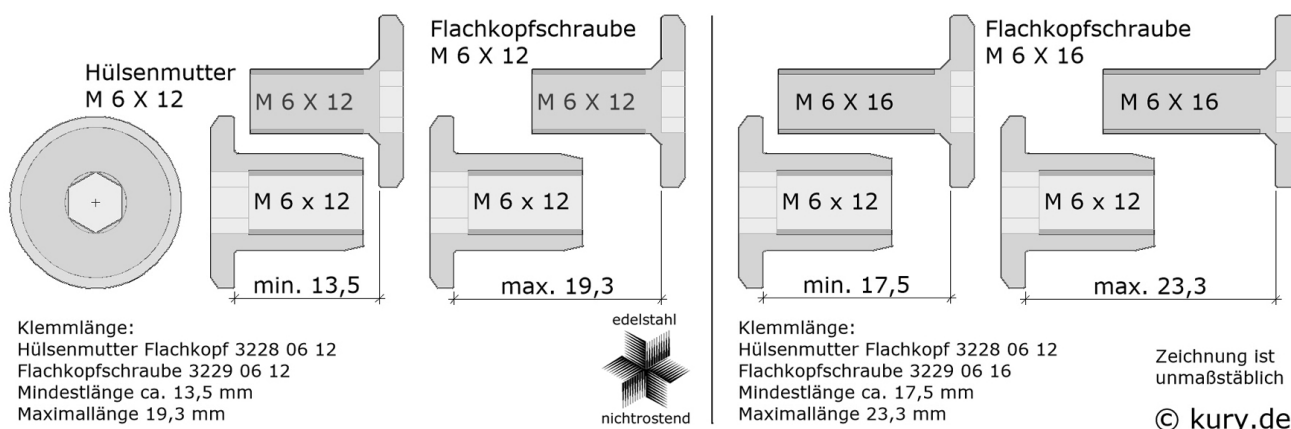 Hülsenmutter
M 6 X 12
Flachkopfschraube
M 6 X 12
M 6 X 12
M 6 X 12
M 6 x 12
M 6 x 12
min. 13,5
max. 19,3
Klemmlänge:
Hülsenmutter Flachkopf 3228 06 12
Flachkopfschraube 3229 06 12
Mindestlänge ca. 13,5 mm
Maximallänge 19,3 mm
edelstahl
nichtrostend
Flachkopfschraube
M 6 X 16
M 6 X 16
M 6 X 16
M 6 x 12
M 6 x 12
min. 17,5
max. 23,3
Klemmlänge:
Hülsenmutter Flachkopf 3228 06 12
Flachkopfschraube 3229 06 16
Mindestlänge ca. 17,5 mm
Maximallänge 23,3 mm
Zeichnung ist
unmaßstäblich
© kury.de